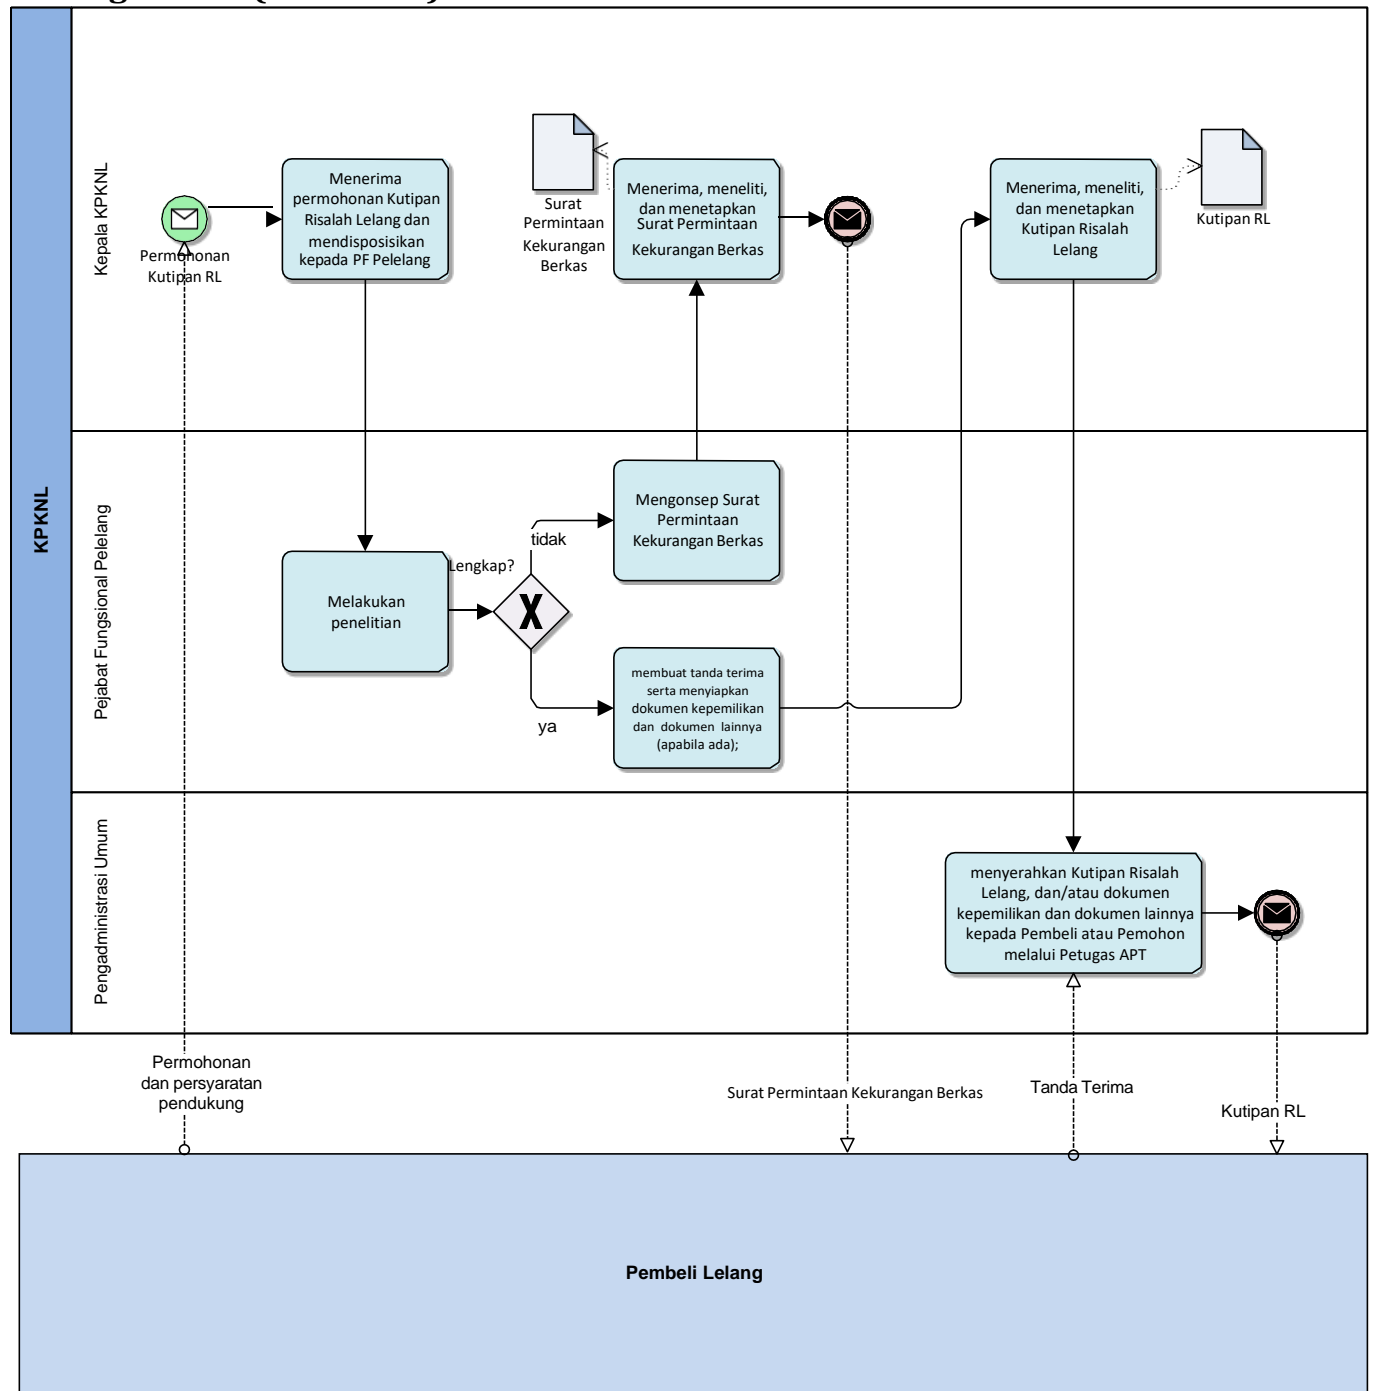 KPKNL
Kepala KPKNL
Permohonan
Kutipan RL
Menerima
permohonan Kutipan
Risalah Lelang dan
mendisposisikan
kepada PF Pelelang
Surat
Permintaan
Kekurangan
Berkas
Menerima, meneliti,
dan menetapkan
Surat Permintaan
Kekurangan Berkas
Menerima, meneliti,
dan menetapkan
Kutipan Risalah
Lelang
Kutipan RL
Pejabat Fungsional Pelelang
Melakukan
penelitian
Lengkap?
X
tidak
ya
Mengonsep Surat
Permintaan
Kekurangan Berkas
membuat tanda terima
serta menyiapkan
dokumen kepemilikan
dan dokumen lainnya
(apabila ada);
Pengadministrasi Umum
menyerahkan Kutipan Risalah
Lelang, dan/atau dokumen
kepemilikan dan dokumen lainnya
kepada Pembeli atau Pemohon
melalui Petugas APT
Permohonan
dan persyaratan
pendukung
Surat Permintaan Kekurangan Berkas
Tanda Terima
Kutipan RL
Pembeli Lelang